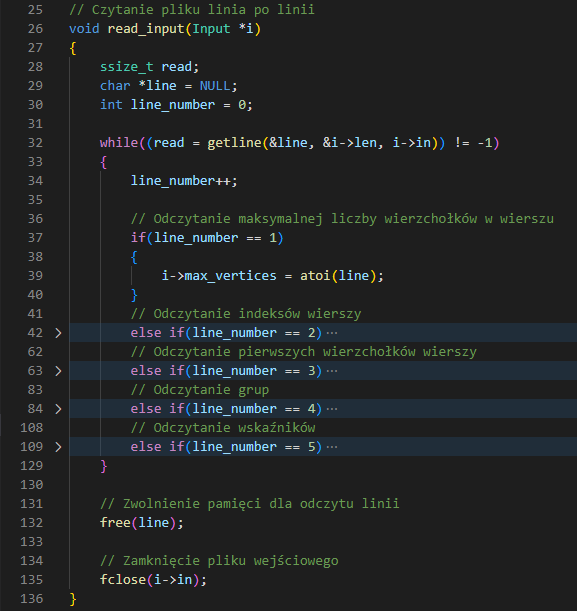 25 // Czytanie pliku linia po linii
26 void read_input(Input *i)
27 {
28     ssize_t read;
29     char *line = NULL;
30     int line_number = 0;
31
32     while((read = getline(&line, &i->len, i->in)) != -1)
33     {
34         line_number++;
35
36         // Odczytanie maksymalnej liczby wierzchołków w wierszu
37         if(line_number == 1)
38         {
39             i->max_vertices = atoi(line);
40         }
41         // Odczytanie indeksów wierszy
42 >       else if(line_number == 2)···
62         // Odczytanie pierwszych wierzchołków wierszy
63 >       else if(line_number == 3)···
83         // Odczytanie grup
84 >       else if(line_number == 4)···
108        // Odczytanie wskaźników
109 >      else if(line_number == 5)···
129    }
130
131    // Zwolnienie pamięci dla odczytu linii
132    free(line);
133
134    // Zamknięcie pliku wejściowego
135    fclose(i->in);
136 }